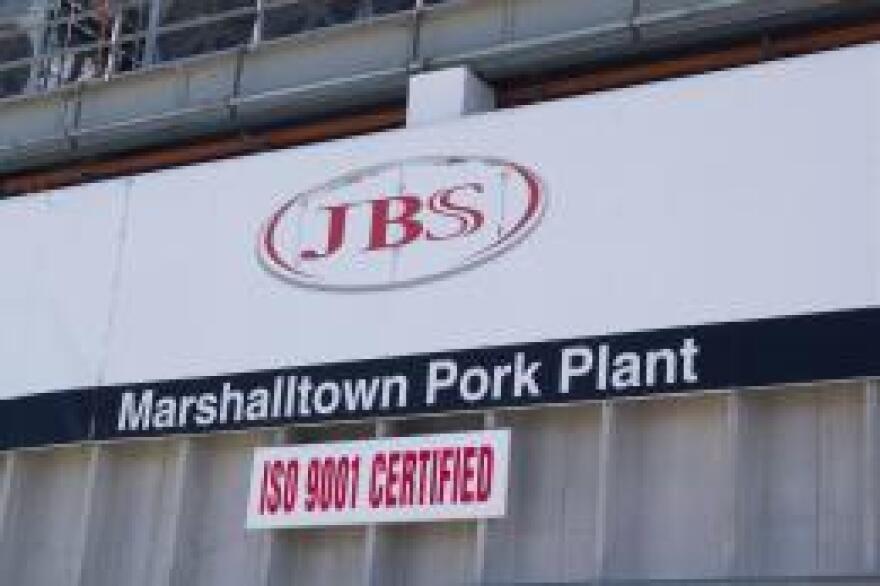 JBS
Marshalltown Pork Plant
ISO 9001 CERTIFIED